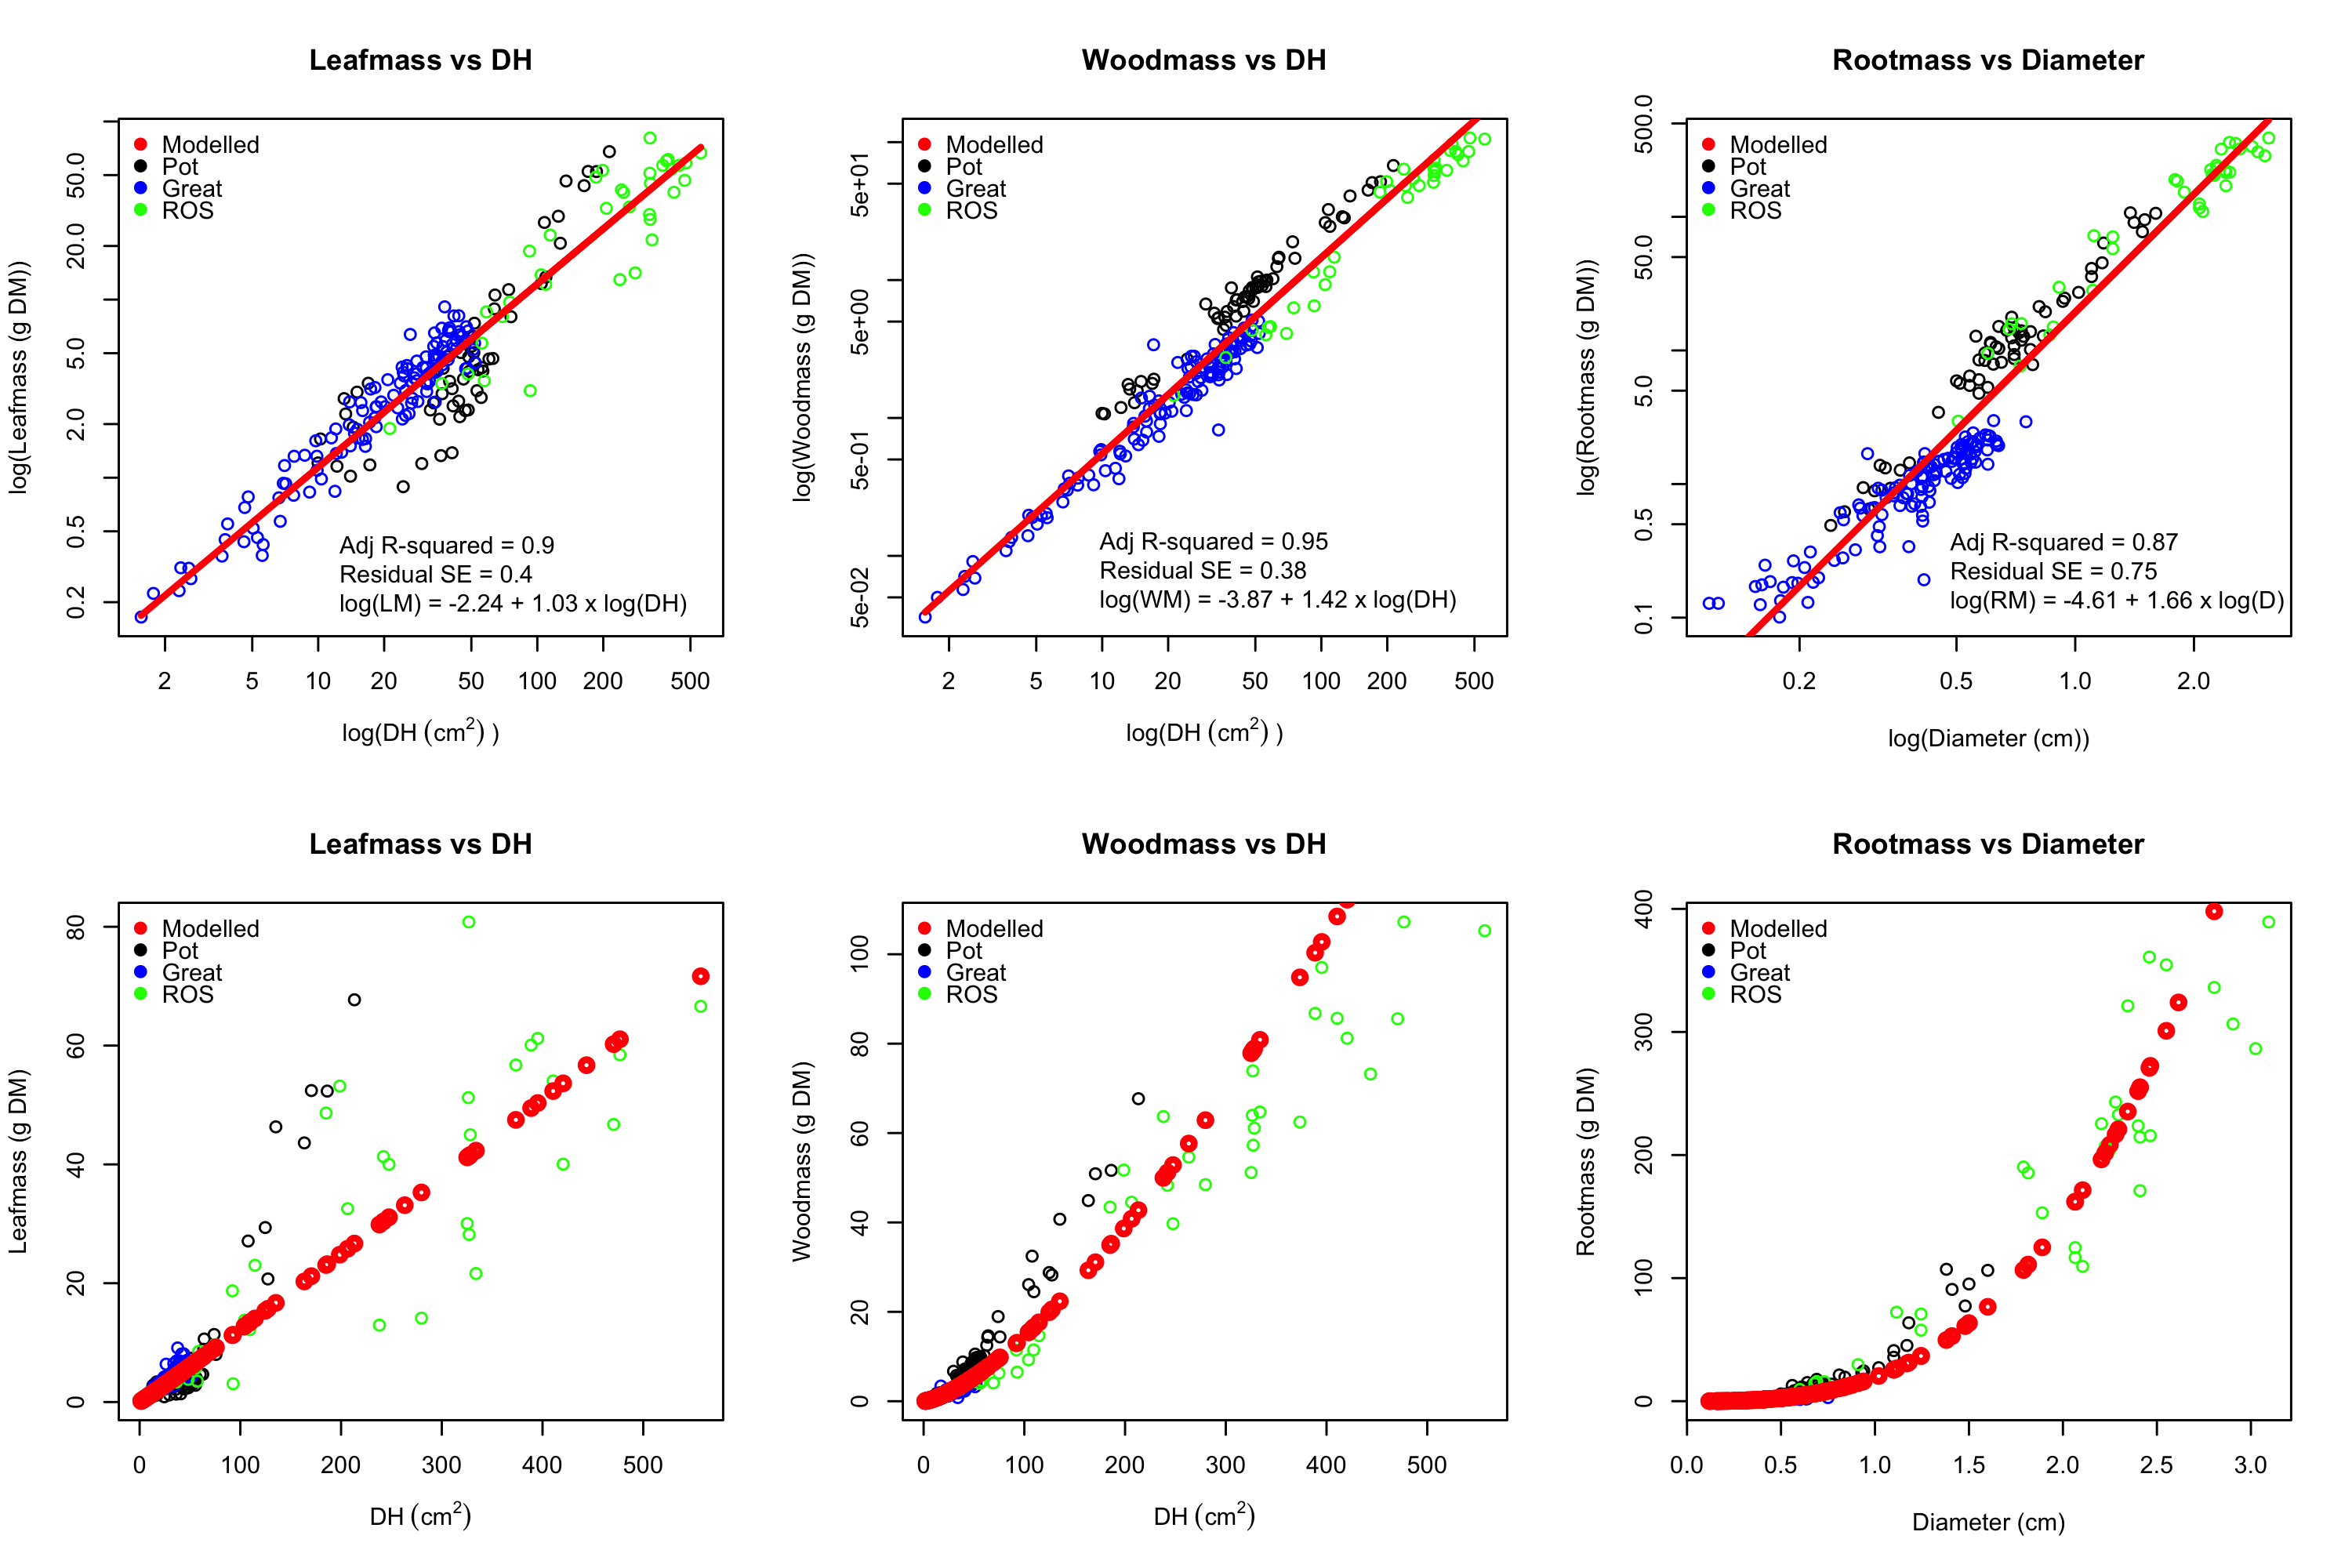 Leafmass vs DH
log(Leafmass (g DM))
50.0
20.0
5.0
2.0
0.5
0.2
Modelled
Pot
Great
ROS
Adj R-squared = 0.9
Residual SE = 0.4
log(LM) = -2.24 + 1.03 x log(DH)
2 5 10 20 50 100 200 500
log(DH (cm²) )
Woodmass vs DH
log(Woodmass (g DM))
5e+01
5e+00
5e-01
5e-02
Modelled
Pot
Great
ROS
Adj R-squared = 0.95
Residual SE = 0.38
log(WM) = -3.87 + 1.42 x log(DH)
2 5 10 20 50 100 200 500
log(DH (cm²) )
Rootmass vs Diameter
log(Rootmass (g DM))
500.0
50.0
5.0
0.5
0.1
Modelled
Pot
Great
ROS
Adj R-squared = 0.87
Residual SE = 0.75
log(RM) = -4.61 + 1.66 x log(D)
0.2 0.5 1.0 2.0
log(Diameter (cm))
Leafmass vs DH
Leafmass (g DM)
80
60
40
20
0
Modelled
Pot
Great
ROS
0 100 200 300 400 500
DH (cm²)
Woodmass vs DH
Woodmass (g DM)
100
80
60
40
20
0
Modelled
Pot
Great
ROS
0 100 200 300 400 500
DH (cm²)
Rootmass vs Diameter
Rootmass (g DM)
400
300
200
100
0
Modelled
Pot
Great
ROS
0.0 0.5 1.0 1.5 2.0 2.5 3.0
Diameter (cm)